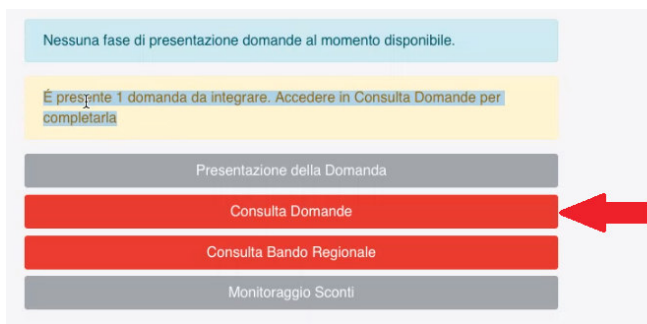 Nessuna fase di presentazione domande al momento disponibile.
É presente 1 domanda da integrare. Accedere in Consulta Domande per
completarla
Presentazione della Domanda
Consulta Domande
Consulta Bando Regionale
Monitoraggio Sconti